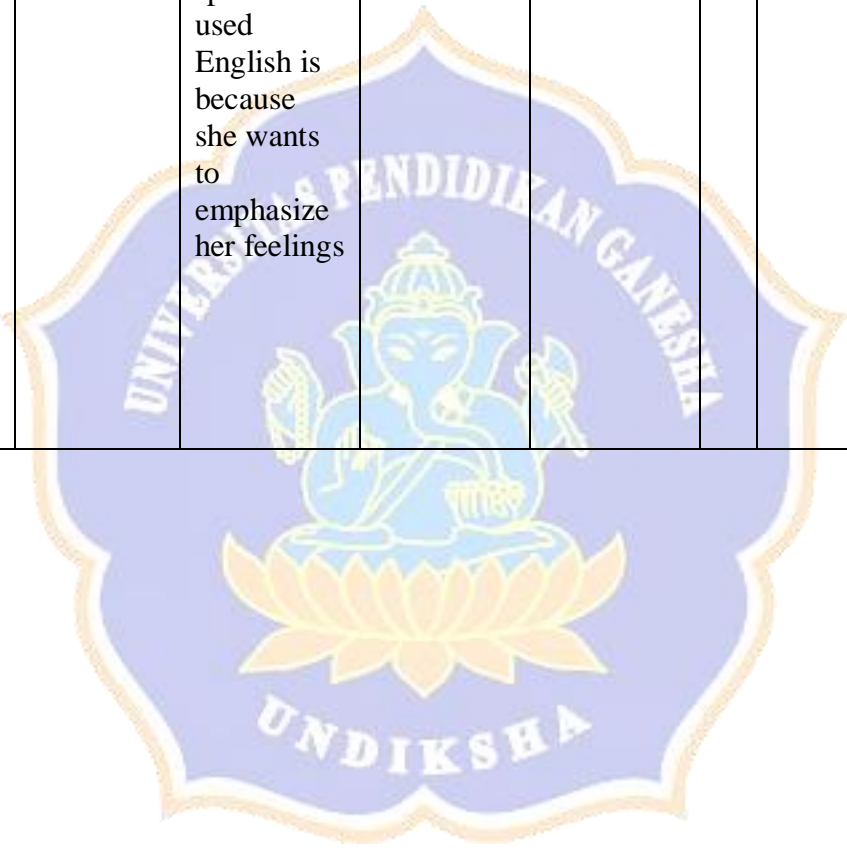 used
English is
because
she wants
to
emphasize
her feelings
UNIVERSITAS PENDIDIKAN GANESHA
UNDIKSHA